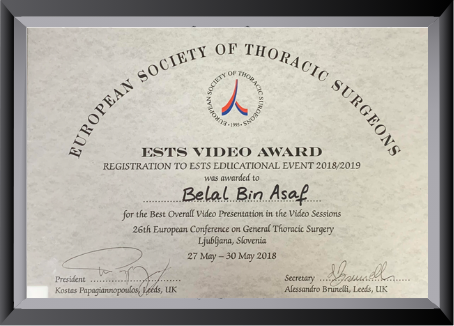 EUROPEAN SOCIETY OF THORACIC SURGEONS
EUROPEAN SOCIETY OF THORACIC SURGEONS
· 1993 ·
ESTS VIDEO AWARD
REGISTRATION TO ESTS EDUCATIONAL EVENT 2018/2019
was awarded to
Belal Bin Asaf
for the Best Overall Video Presentation in the Video Sessions
26th European Conference on General Thoracic Surgery
Ljubljana, Slovenia
27 May – 30 May 2018
President
Kostas Papagiannopoulos, Leeds, UK
Secretary
Alessandro Brunelli, Leeds, UK